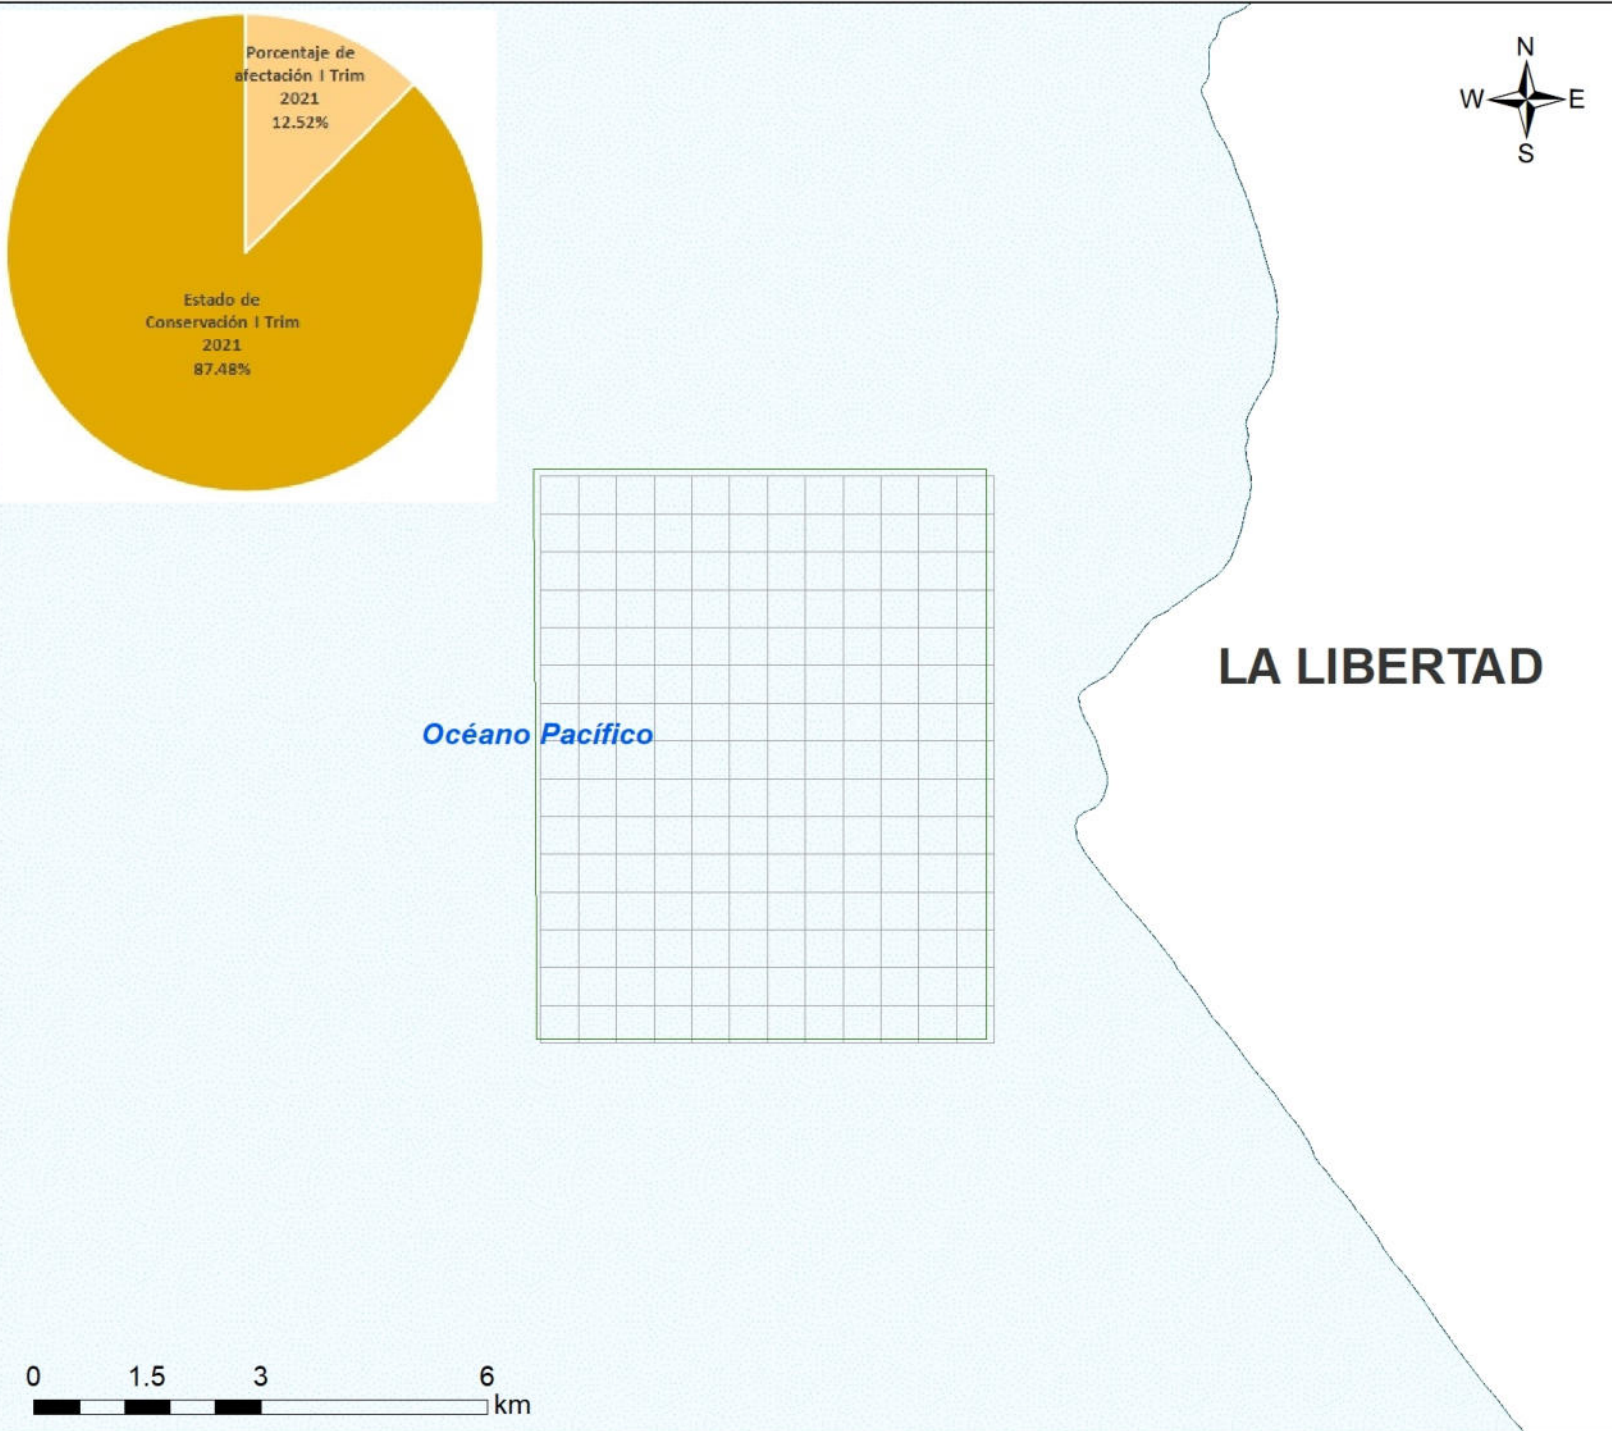 Porcentaje de
afectación I Trim
2021
12.52%
Estado de
Conservación I Trim
2021
87.48%
N
W E
S
LA LIBERTAD
Océano Pacífico
0 1.5 3 6
km